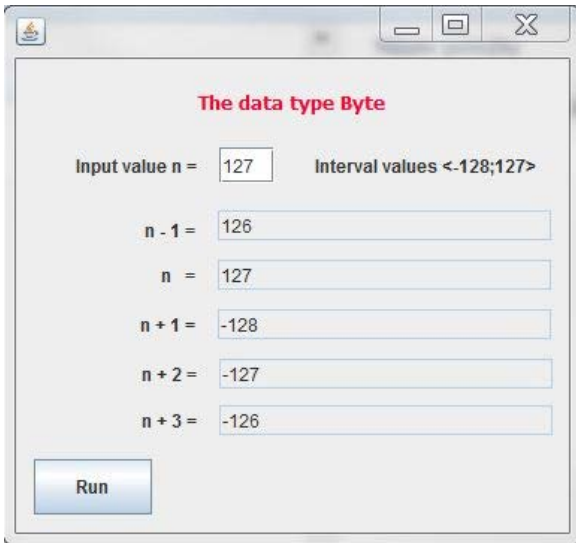 The data type Byte
Input value n = 127 Interval values <-128;127>
n - 1 = 126
n = 127
n + 1 = -128
n + 2 = -127
n + 3 = -126
Run